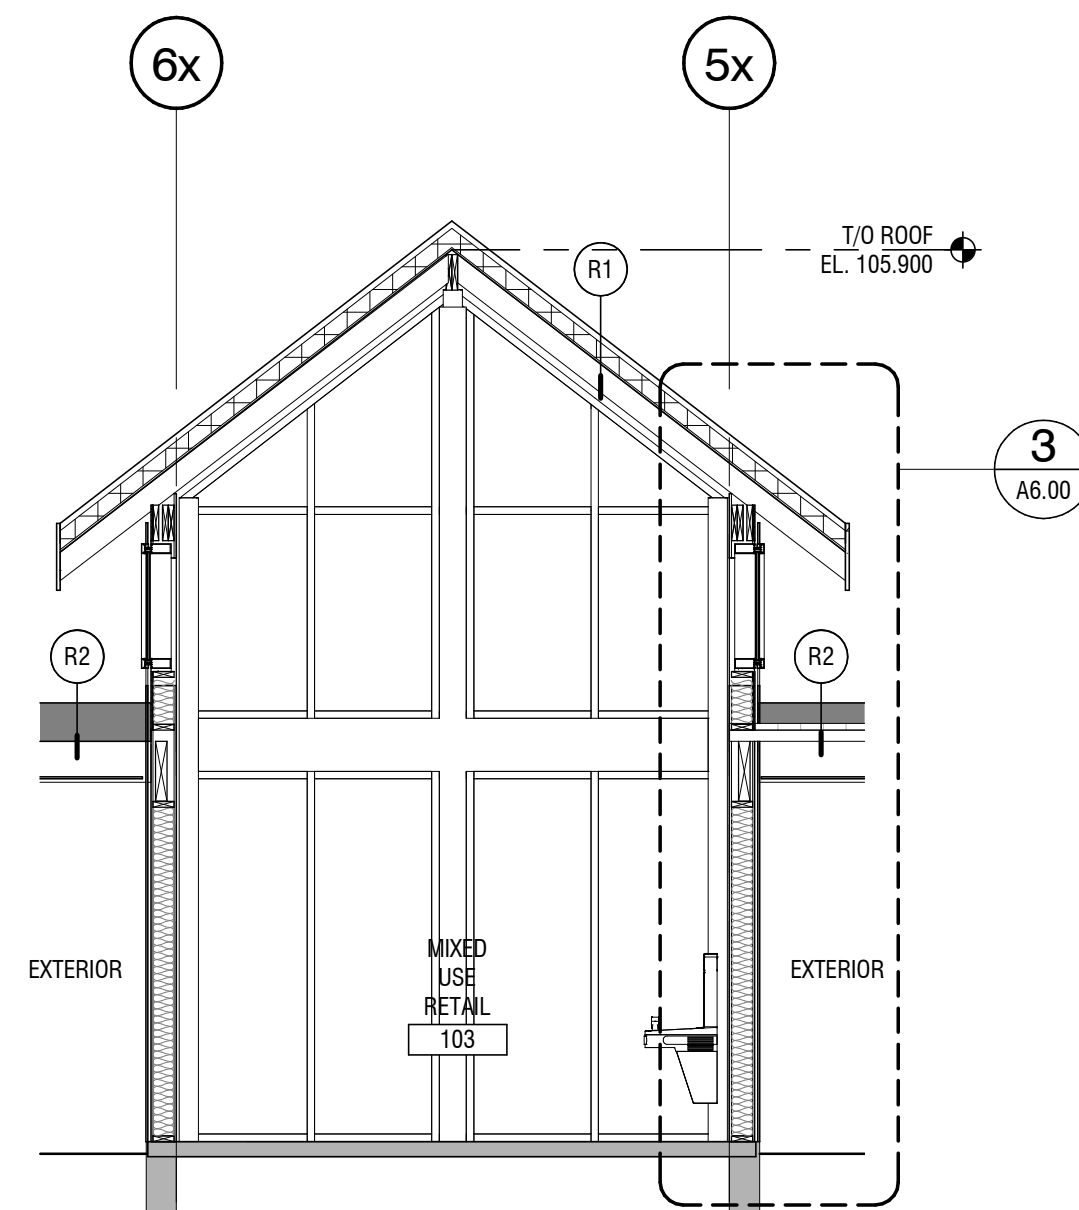 6x
5x
T/O ROOF
EL. 105.900
R1
3
A6.00
R2
R2
EXTERIOR
MIXED
USE
RETAIL
103
EXTERIOR